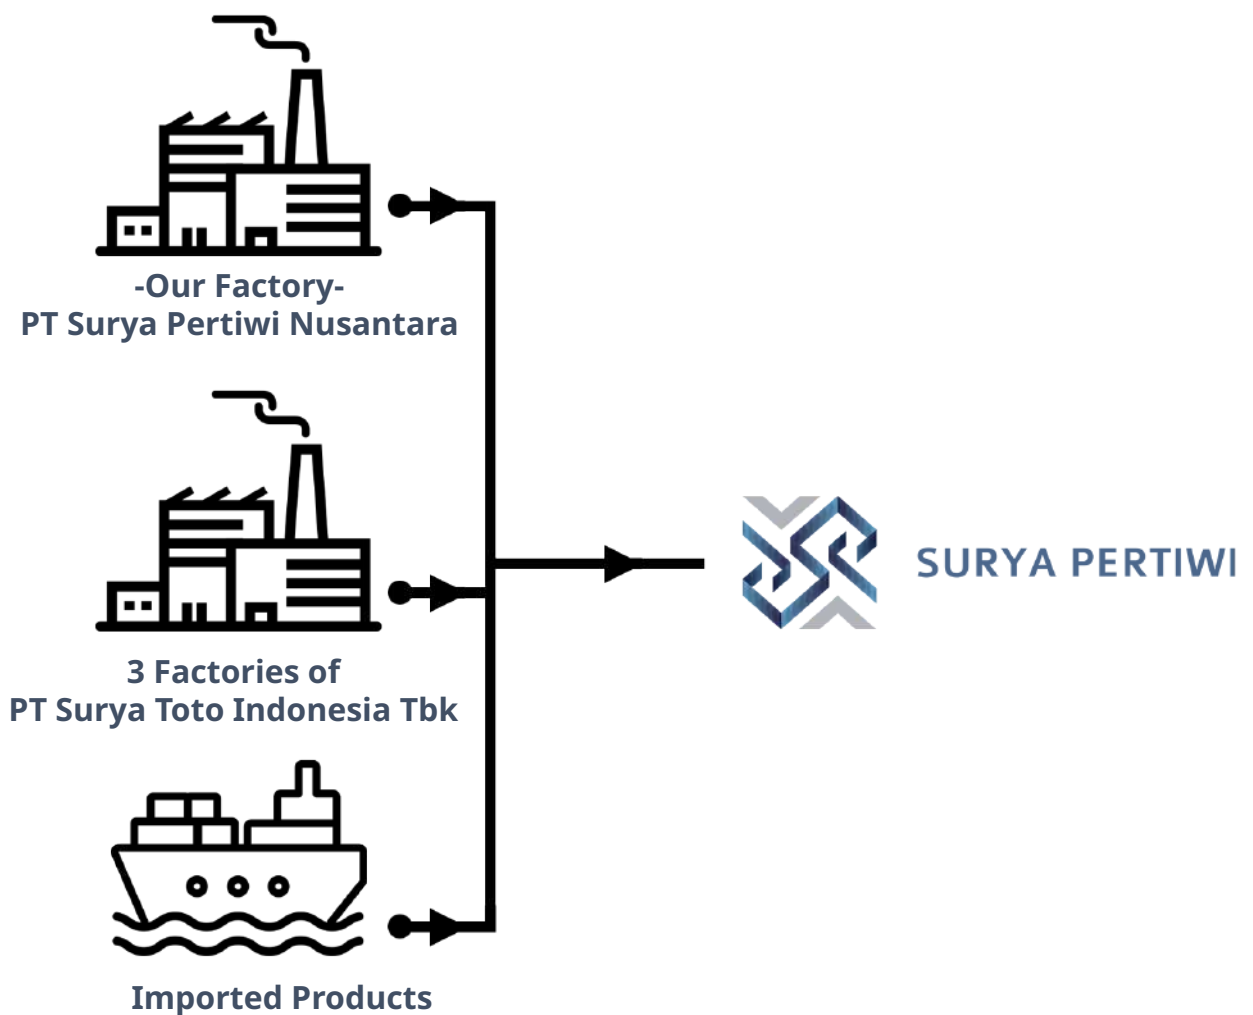 -Our Factory-
PT Surya Pertiwi Nusantara
3 Factories of
PT Surya Toto Indonesia Tbk
SURYA PERTIWI
Imported Products